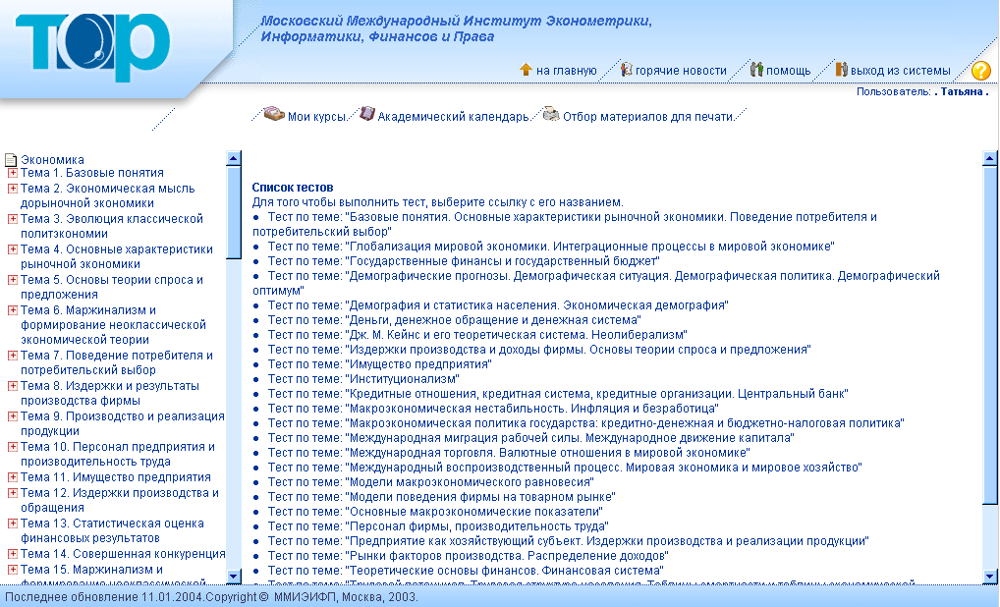 TOP
Московский Международный Институт Эконометрики,
Информатики, Финансов и Права
на главную
горячие новости
помощь
выход из системы
?
Пользователь: . Татьяна .
Мои курсы.
Академический календарь.
Отбор материалов для печати.
Экономика
Тема 1. Базовые понятия
Тема 2. Экономическая мысль
дорыночной экономики
Тема 3. Эволюция классической
политэкономии
Тема 4. Основные характеристики
рыночной экономики
Тема 5. Основы теории спроса и
предложения
Тема 6. Маржинализм и
формирование неоклассической
экономической теории
Тема 7. Поведение потребителя и
потребительский выбор
Тема 8. Издержки и результаты
производства фирмы
Тема 9. Производство и реализация
продукции
Тема 10. Персонал предприятия и
производительность труда
Тема 11. Имущество предприятия
Тема 12. Издержки производства и
обращения
Тема 13. Статистическая оценка
финансовых результатов
Тема 14. Совершенная конкуренция
Тема 15. Маржинализм и
формирование неоклассической
Список тестов
Для того чтобы выполнить тест, выберите ссылку с его названием.
● Тест по теме: "Базовые понятия. Основные характеристики рыночной экономики. Поведение потребителя и
потребительский выбор"
● Тест по теме: "Глобализация мировой экономики. Интеграционные процессы в мировой экономике"
● Тест по теме: "Государственные финансы и государственный бюджет"
● Тест по теме: "Демографические прогнозы. Демографическая ситуация. Демографическая политика. Демографический
оптимум"
● Тест по теме: "Демография и статистика населения. Экономическая демография"
● Тест по теме: "Деньги, денежное обращение и денежная система"
● Тест по теме: "Дж. М. Кейнс и его теоретическая система. Неолиберализм"
● Тест по теме: "Издержки производства и доходы фирмы. Основы теории спроса и предложения"
● Тест по теме: "Имущество предприятия"
● Тест по теме: "Институционализм"
● Тест по теме: "Кредитные отношения, кредитная система, кредитные организации. Центральный банк"
● Тест по теме: "Макроэкономическая нестабильность. Инфляция и безработица"
● Тест по теме: "Макроэкономическая политика государства: кредитно-денежная и бюджетно-налоговая политика"
● Тест по теме: "Международная миграция рабочей силы. Международное движение капитала"
● Тест по теме: "Международная торговля. Валютные отношения в мировой экономике"
● Тест по теме: "Международный воспроизводственный процесс. Мировая экономика и мировое хозяйство"
● Тест по теме: "Модели макроэкономического равновесия"
● Тест по теме: "Модели поведения фирмы на товарном рынке"
● Тест по теме: "Основные макроэкономические показатели"
● Тест по теме: "Персонал фирмы, производительность труда"
● Тест по теме: "Предприятие как хозяйствующий субъект. Издержки производства и реализации продукции"
● Тест по теме: "Рынки факторов производства. Распределение доходов"
● Тест по теме: "Теоретические основы финансов. Финансовая система"
● Тест по теме: "Трудовой потенциал. Трудовая структура населения. Таблицы смертности и таблицы экономической
Последнее обновление 11.01.2004.Copyright © ММИЭИФП, Москва, 2003.